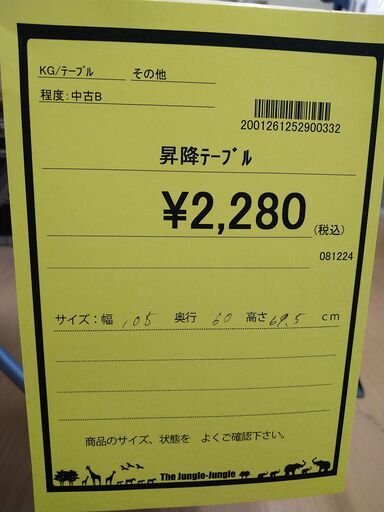 KG/ﾃｰﾌﾞﾙ その他
程度:中古B
2001261252900332
昇降ﾃｰﾌﾞﾙ
¥2,280(税込)
081224
サイズ:幅 105 奥行 60 高さ 69.5 cm
商品のサイズ、状態を よくご確認下さい。
The Jungle-Jungle